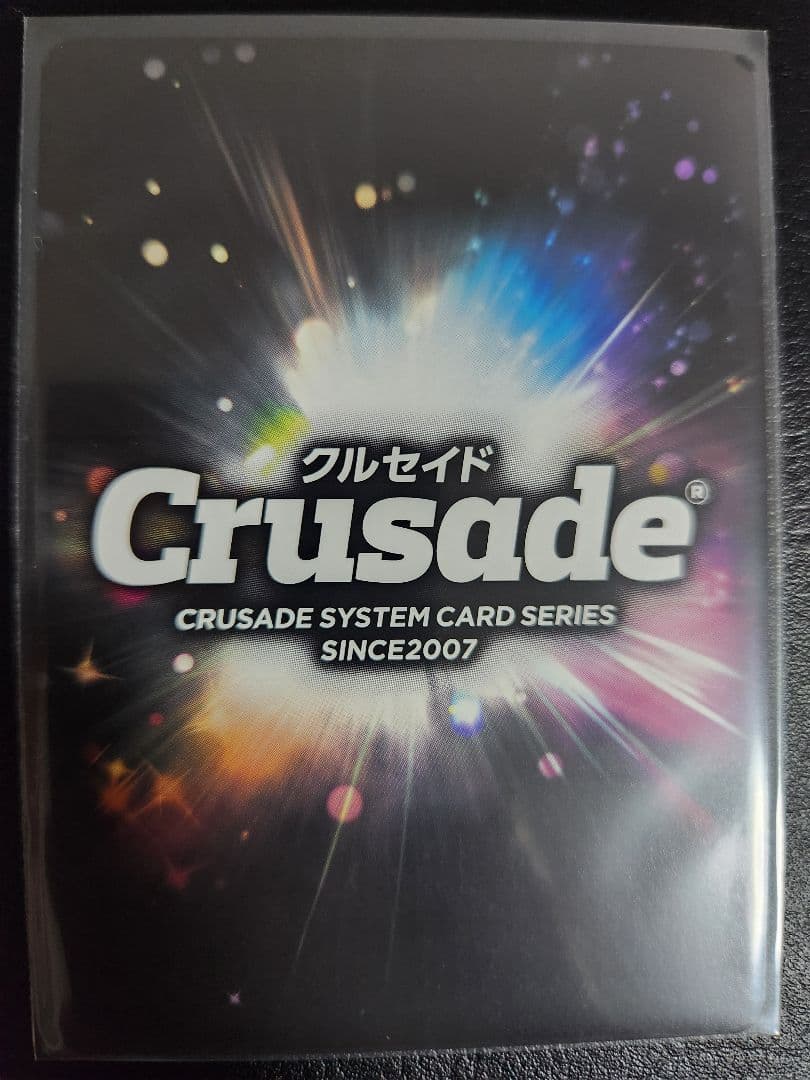 クルセイド
Crusade®
CRUSADE SYSTEM CARD SERIES
SINCE2007